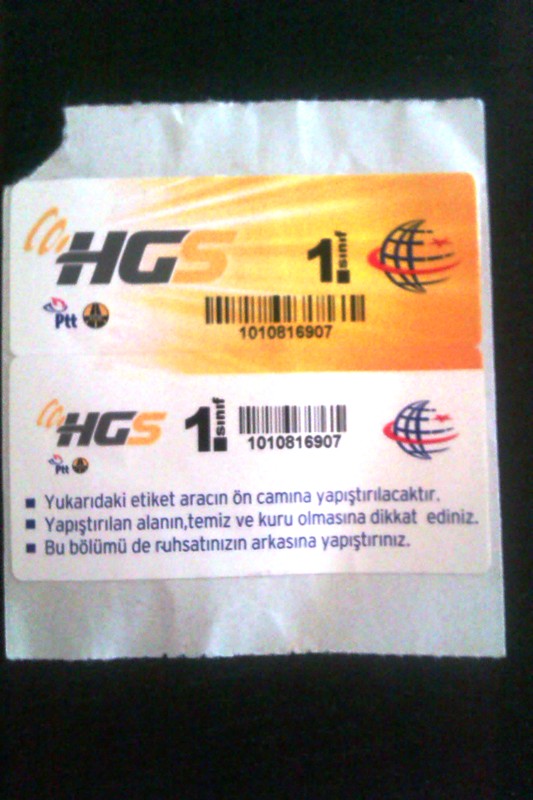 HGS 1. sınıf
Ptt
1010816907
HGS 1. sınıf
1010816907
Ptt
Yukarıdaki etiket aracın ön camına yapıştırılacaktır.
Yapıştırılan alanın,temiz ve kuru olmasına dikkat ediniz.
Bu bölümü de ruhsatınızın arkasına yapıştırınız.